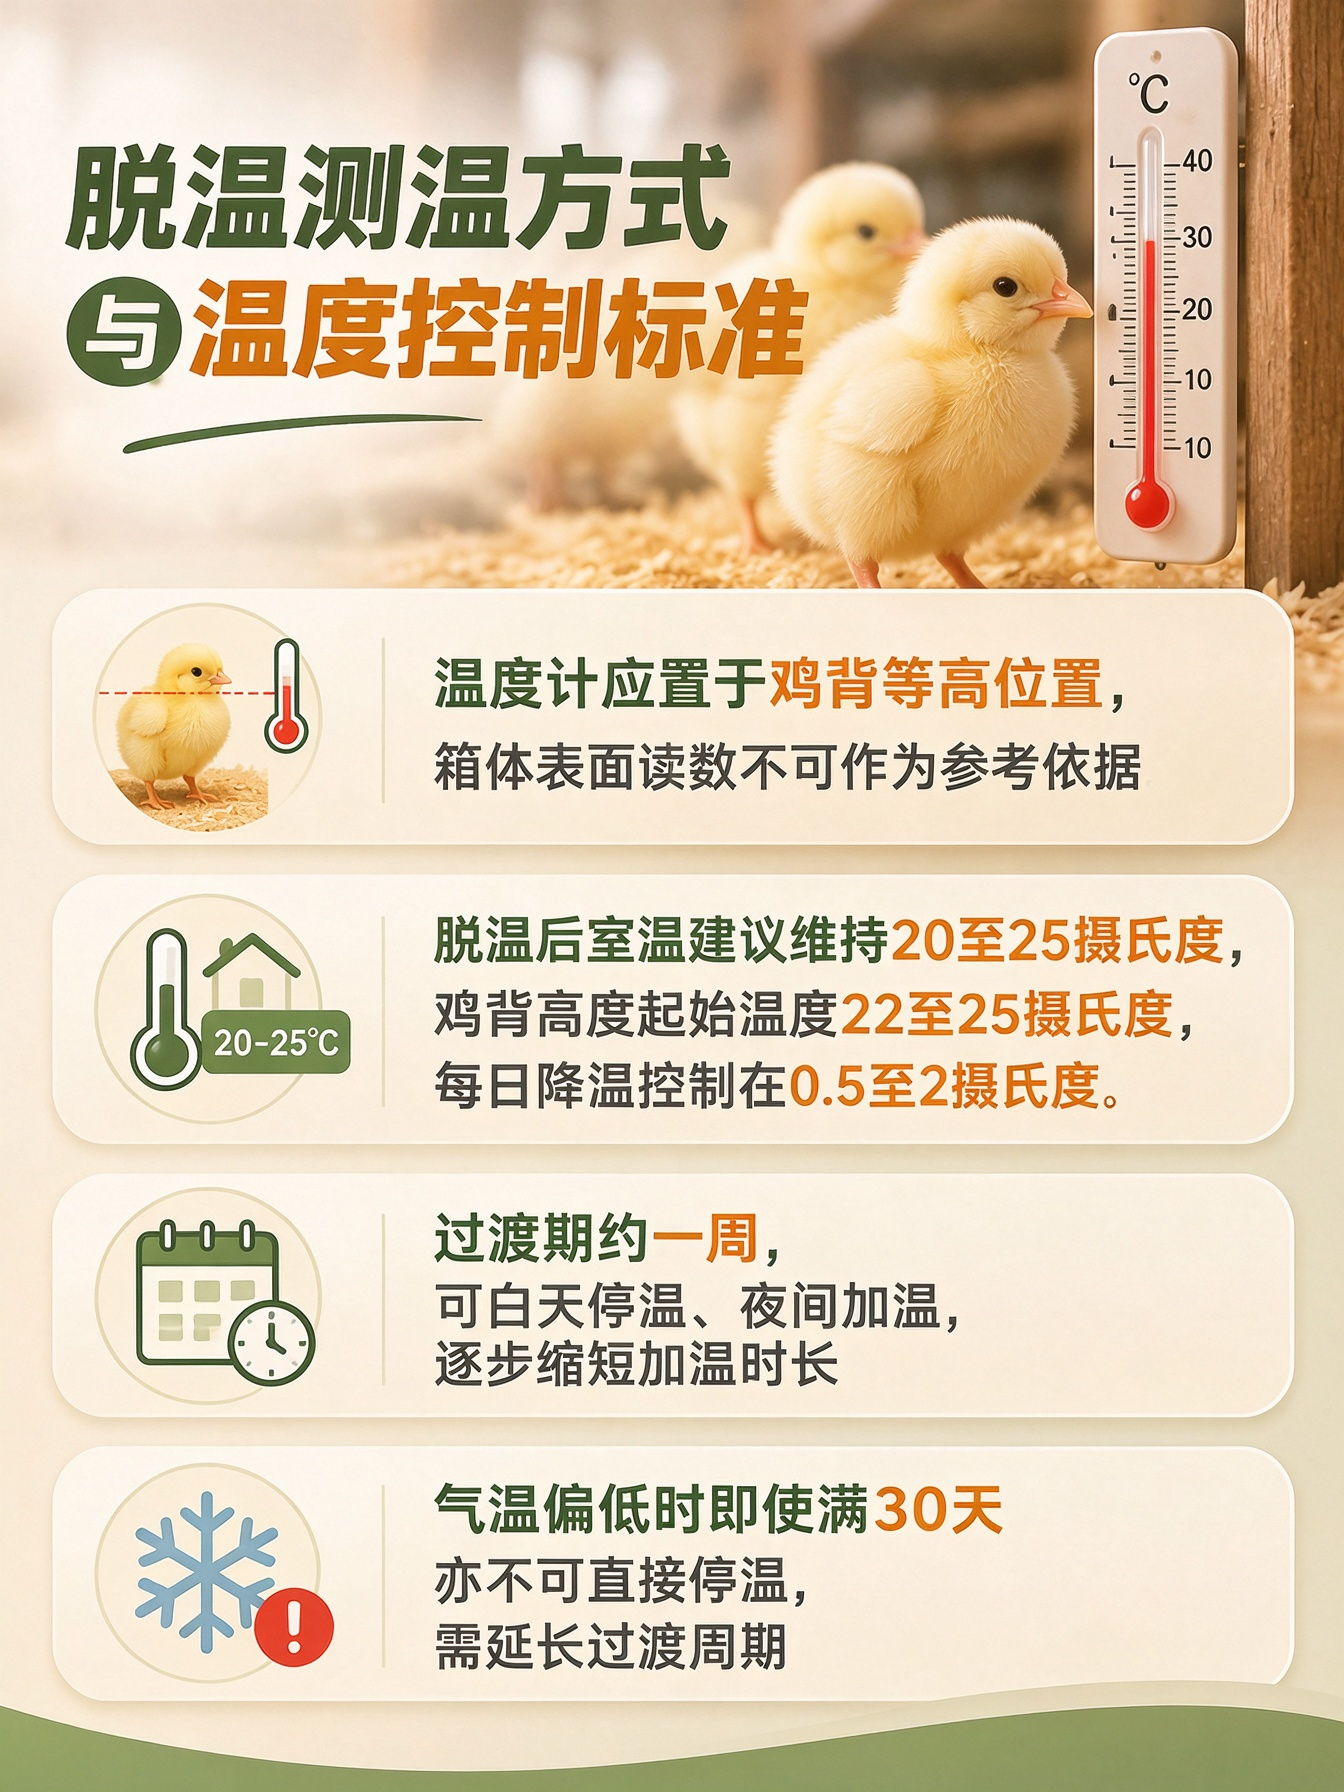 脱温测温方式
与温度控制标准
°C
40
30
20
10
10
温度计应置于鸡背等高位置，
箱体表面读数不可作为参考依据
20-25°C
脱温后室温建议维持20至25摄氏度，
鸡背高度起始温度22至25摄氏度，
每日降温控制在0.5至2摄氏度。
过渡期约一周，
可白天停温、夜间加温，
逐步缩短加温时长
气温偏低时即使满30天
亦不可直接停温，
需延长过渡周期